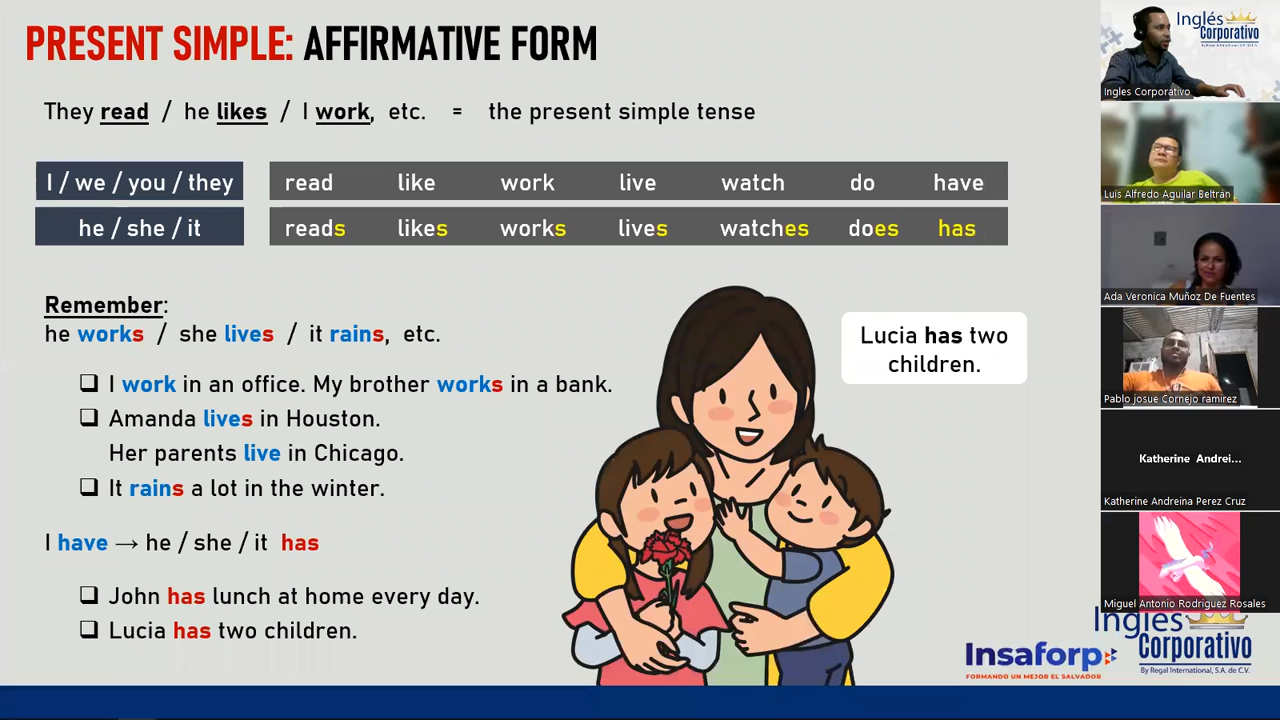 PRESENT SIMPLE: AFFIRMATIVE FORM
They read / he likes / I work, etc. = the present simple tense
I / we / you / they read like work live watch do have
he / she / it reads likes works lives watches does has
Remember:
he works / she lives / it rains, etc.
❑ I work in an office. My brother works in a bank.
❑ Amanda lives in Houston.
Her parents live in Chicago.
❑ It rains a lot in the winter.
I have → he / she / it has
❑ John has lunch at home every day.
❑ Lucia has two children.
Lucia has two
children.
Insaforp
FORMANDO UN MEJOR EL SALVADOR
Inglés
Corporativo
By Regal International, S.A. de C.V.
Inglés
Corporativo
By Regal International, S.A. de C.V.
Ingles Corporativo
Luis Alfredo Aguilar Beltrán
Ada Veronica Muñoz De Fuentes
Pablo josue Cornejo ramirez
Katherine Andrei...
Katherine Andreina Perez Cruz
Miguel Antonio Rodriguez Rosales